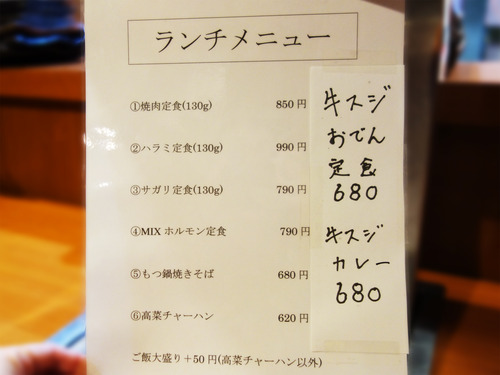 ランチメニュー
①焼肉定食(130g) 850円
②ハラミ定食(130g) 990円
③サガリ定食(130g) 790円
④MIXホルモン定食 790円
⑤もつ鍋焼きそば 680円
⑥高菜チャーハン 620円
ご飯大盛り＋50円(高菜チャーハン以外)
牛スジ
おでん
定食
680
牛スジ
カレー
680